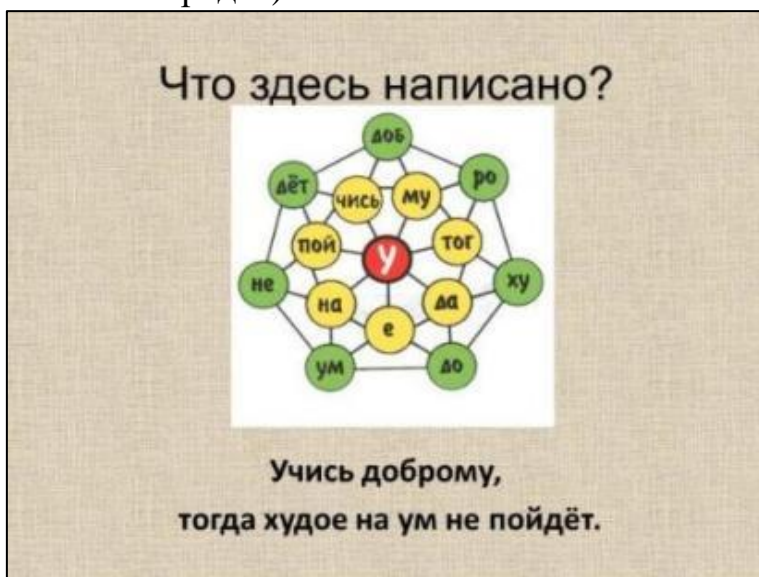 Что здесь написано?
доб
дёт
ро
чись
му
пой
тог
У
не
ху
на
да
е
ум
до
Учись доброму,
тогда худое на ум не пойдёт.